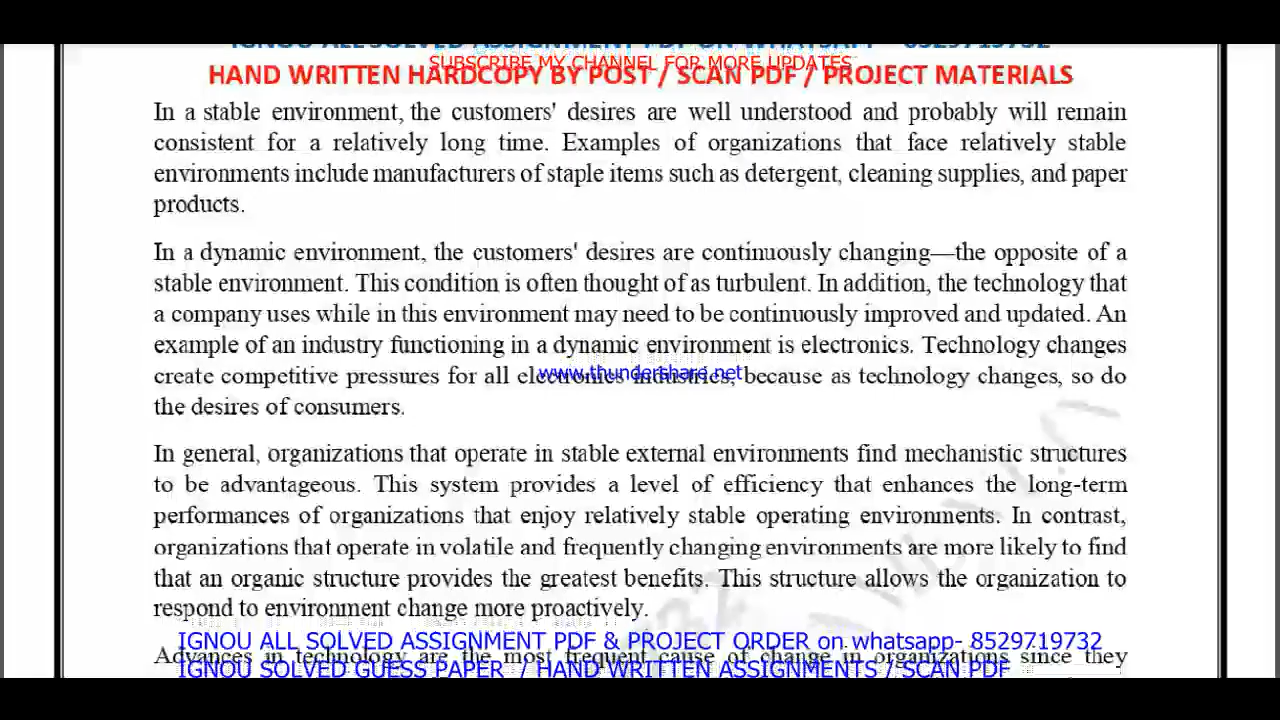 IGNOU ALL SOLVED ASSIGNMENT PDF ON WHATSAPP - 8529719732
SUBSCRIBE MY CHANNEL FOR MORE UPDATES
HAND WRITTEN HARDCOPY BY POST / SCAN PDF / PROJECT MATERIALS
In a stable environment, the customers' desires are well understood and probably will remain
consistent for a relatively long time. Examples of organizations that face relatively stable
environments include manufacturers of staple items such as detergent, cleaning supplies, and paper
products.
In a dynamic environment, the customers' desires are continuously changing—the opposite of a
stable environment. This condition is often thought of as turbulent. In addition, the technology that
a company uses while in this environment may need to be continuously improved and updated. An
example of an industry functioning in a dynamic environment is electronics. Technology changes
create competitive pressures for all electronics industries, because as technology changes, so do
www.thundershare.net
the desires of consumers.
In general, organizations that operate in stable external environments find mechanistic structures
to be advantageous. This system provides a level of efficiency that enhances the long-term
performances of organizations that enjoy relatively stable operating environments. In contrast,
organizations that operate in volatile and frequently changing environments are more likely to find
that an organic structure provides the greatest benefits. This structure allows the organization to
respond to environment change more proactively.
IGNOU ALL SOLVED ASSIGNMENT PDF & PROJECT ORDER on whatsapp- 8529719732
Advances in technology are the most frequent cause of change in organizations since they
IGNOU SOLVED GUESS PAPER / HAND WRITTEN ASSIGNMENTS / SCAN PDF